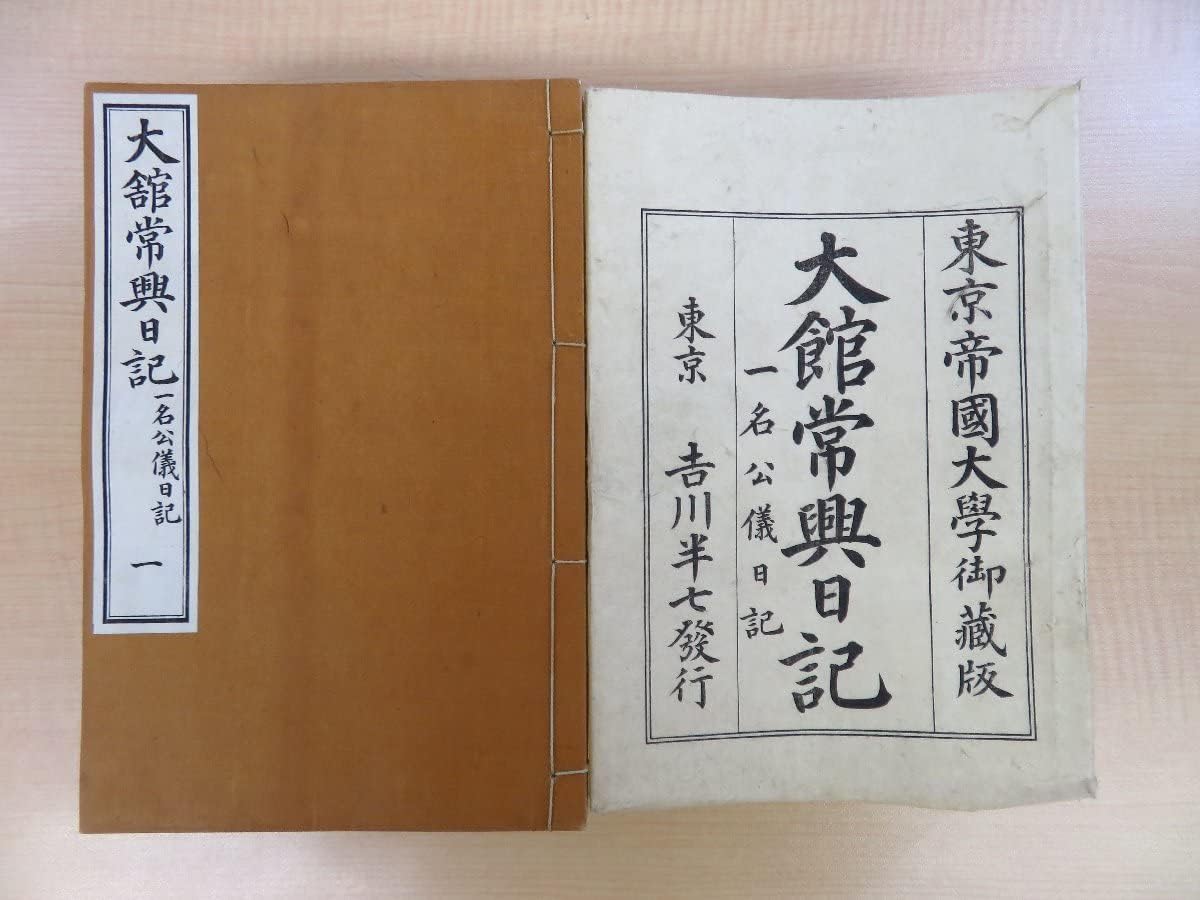 大舘常興日記
一名公儀日記
一
東京帝國大學御藏版
大館常興日記
一名公儀日記
東京 吉川半七發行